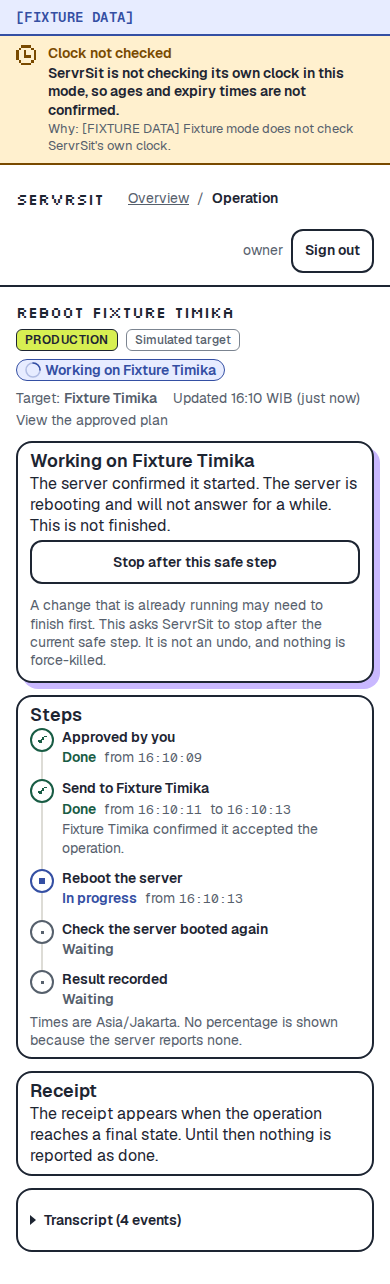 [FIXTURE DATA]
Clock not checked
ServrSit is not checking its own clock in this
mode, so ages and expiry times are not
confirmed.
Why: [FIXTURE DATA] Fixture mode does not check
ServrSit's own clock.
SERVRSIT
Overview / Operation
owner
Sign out
REBOOT FIXTURE TIMIKA
PRODUCTION
Simulated target
Working on Fixture Timika
Target: Fixture Timika Updated 16:10 WIB (just now)
View the approved plan
Working on Fixture Timika
The server confirmed it started. The server is
rebooting and will not answer for a while.
This is not finished.
Stop after this safe step
A change that is already running may need to
finish first. This asks ServrSit to stop after the
current safe step. It is not an undo, and nothing is
force-killed.
Steps
Approved by you
Done from 16:10:09
Send to Fixture Timika
Done from 16:10:11 to 16:10:13
Fixture Timika confirmed it accepted the
operation.
Reboot the server
In progress from 16:10:13
Check the server booted again
Waiting
Result recorded
Waiting
Times are Asia/Jakarta. No percentage is shown
because the server reports none.
Receipt
The receipt appears when the operation
reaches a final state. Until then nothing is
reported as done.
Transcript (4 events)